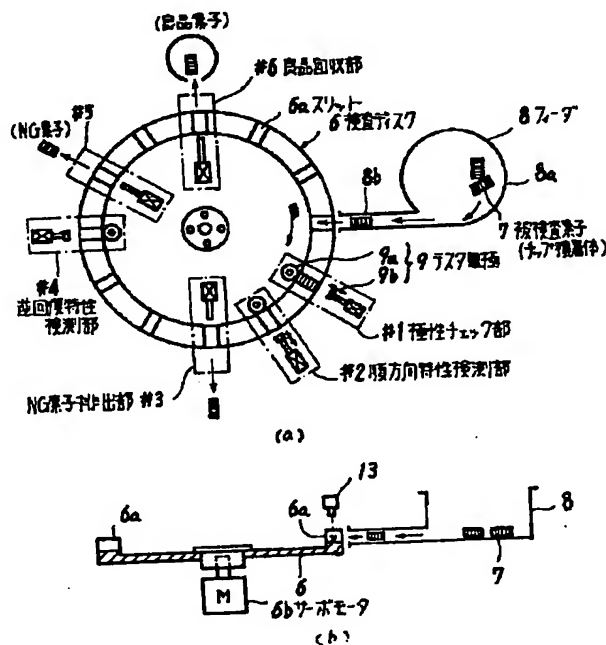 (良品素子)
#6 良品回収部
6aスリット
6 検査ディスク
#5
(NG素子)
8フィーダ
8a
8b
7 被検査素子
(チップ積層体)
9a
9b
9 テスタ電極
#1 極性チェック部
#2 順方向特性検測部
#4
逆回復特性
検測部
NG素子排出部 #3
(a)
13
6a
6a
8
7
6
M
6b サーボモータ
(b)